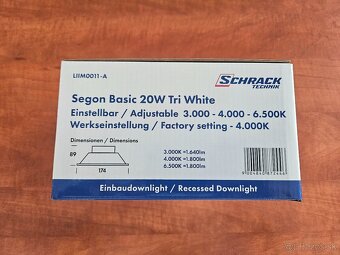 LIIM0011-A
SCHRACK
TECHNIK
Segon Basic 20W Tri White
Einstellbar / Adjustable 3.000 - 4.000 - 6.500K
Werkseinstellung / Factory setting - 4.000K
Dimensionen / Dimensions
89
174
3.000K =1.640lm
4.000K =1.800lm
6.500K =1.800lm
Einbaudownlight / Recessed Downlight